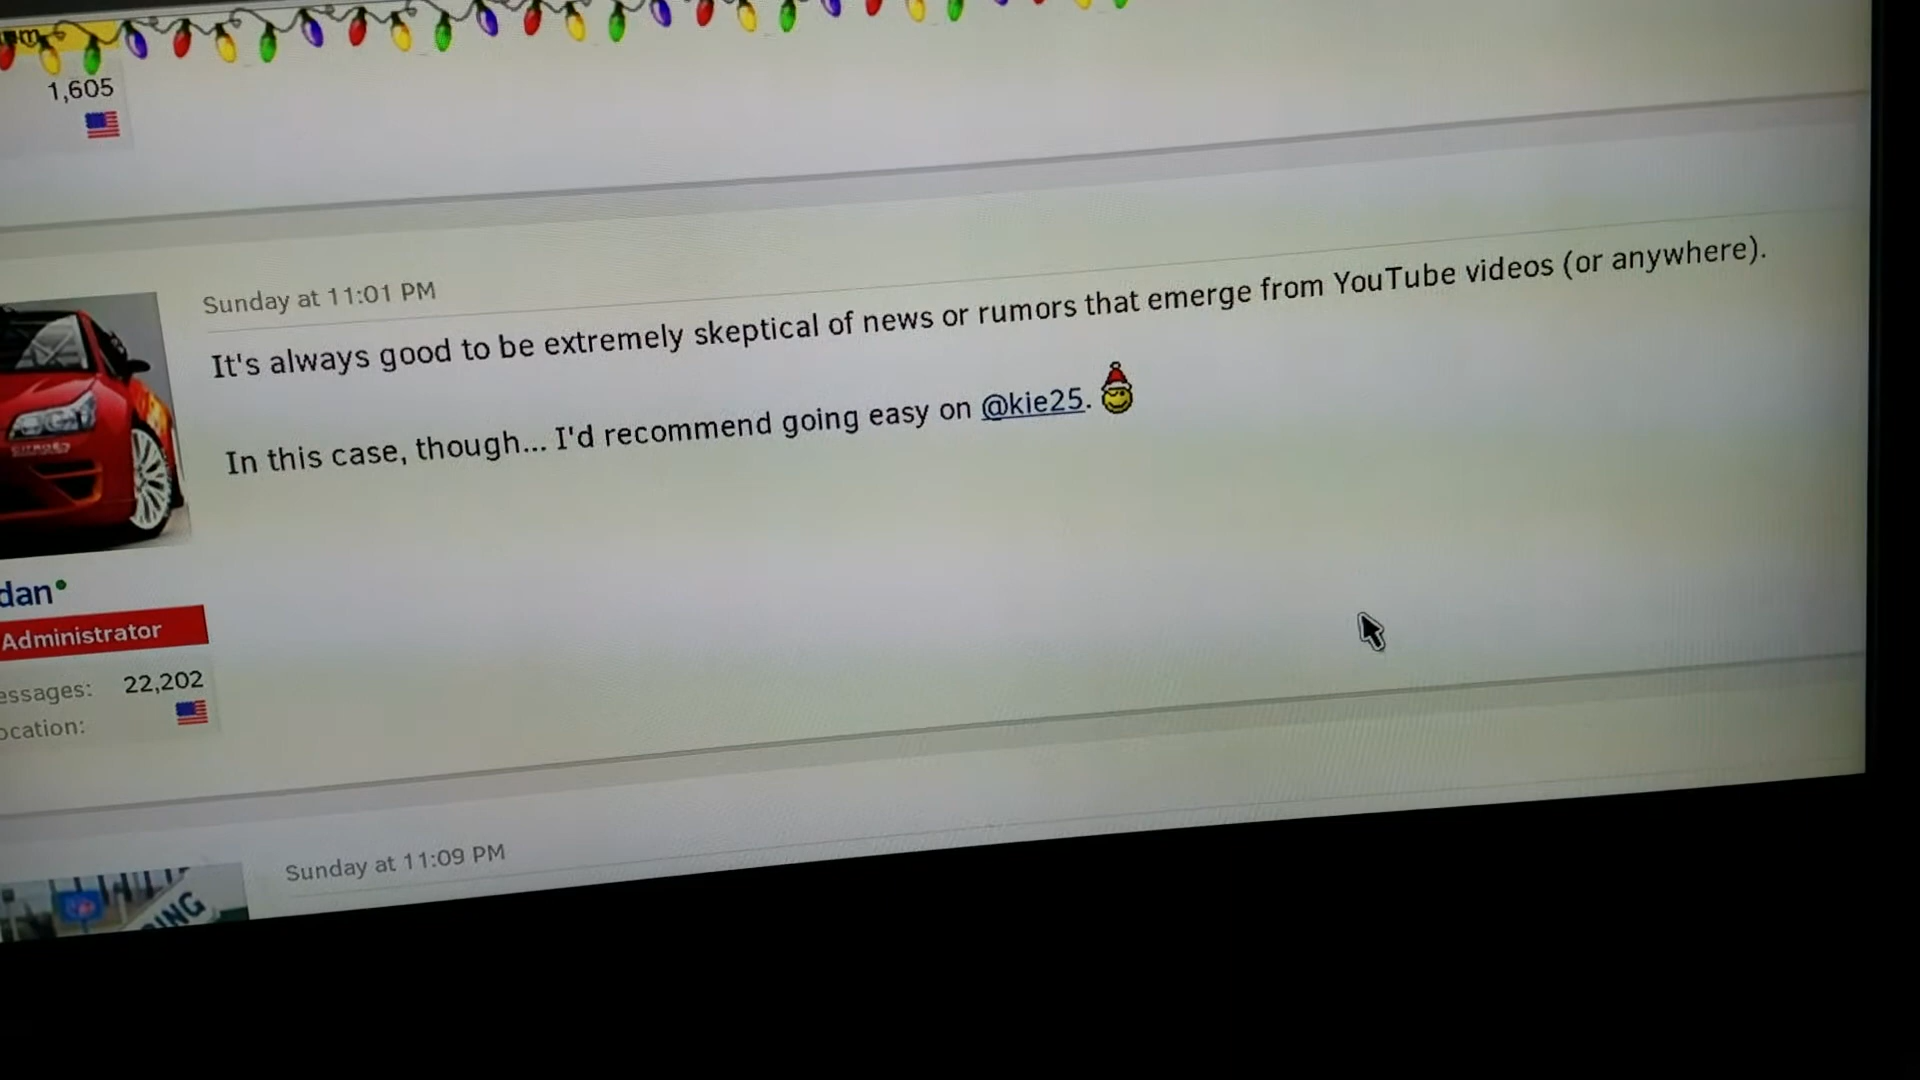 1,605
Sunday at 11:01 PM
It's always good to be extremely skeptical of news or rumors that emerge from YouTube videos (or anywhere).
In this case, though... I'd recommend going easy on @kie25.
CITROËN
dan
Administrator
essages: 22,202
ocation:
Sunday at 11:09 PM
ING